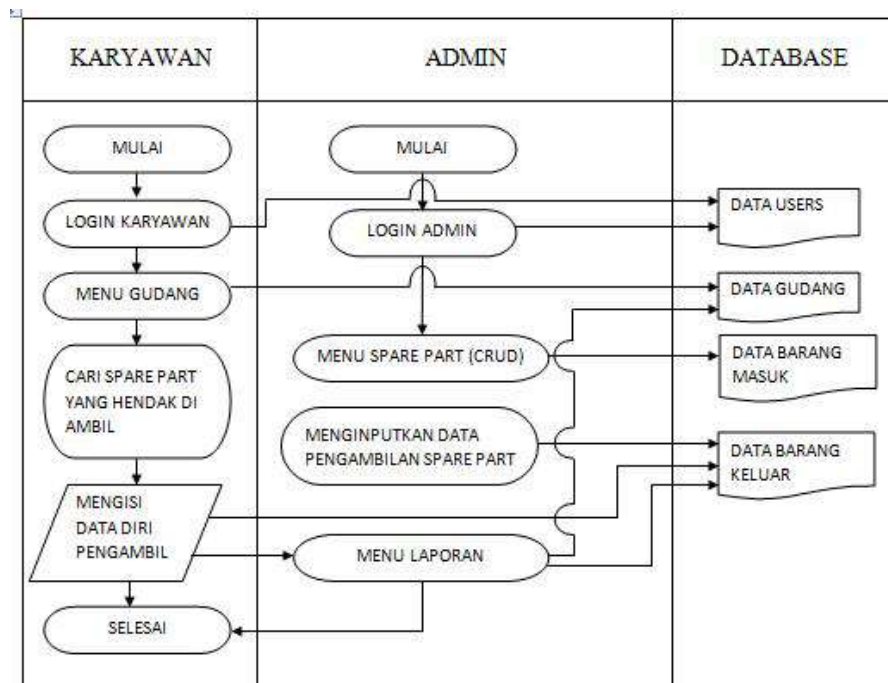 KARYAWAN
ADMIN
DATABASE
MULAI
LOGIN KARYAWAN
MENU GUDANG
CARI SPARE PART
YANG HENDAK DI
AMBIL
MENGISI
DATA DIRI
PENGAMBIL
SELESAI
MULAI
LOGIN ADMIN
MENU SPARE PART (CRUD)
MENGINPUTKAN DATA
PENGAMBILAN SPARE PART
MENU LAPORAN
DATA USERS
DATA GUDANG
DATA BARANG
MASUK
DATA BARANG
KELUAR